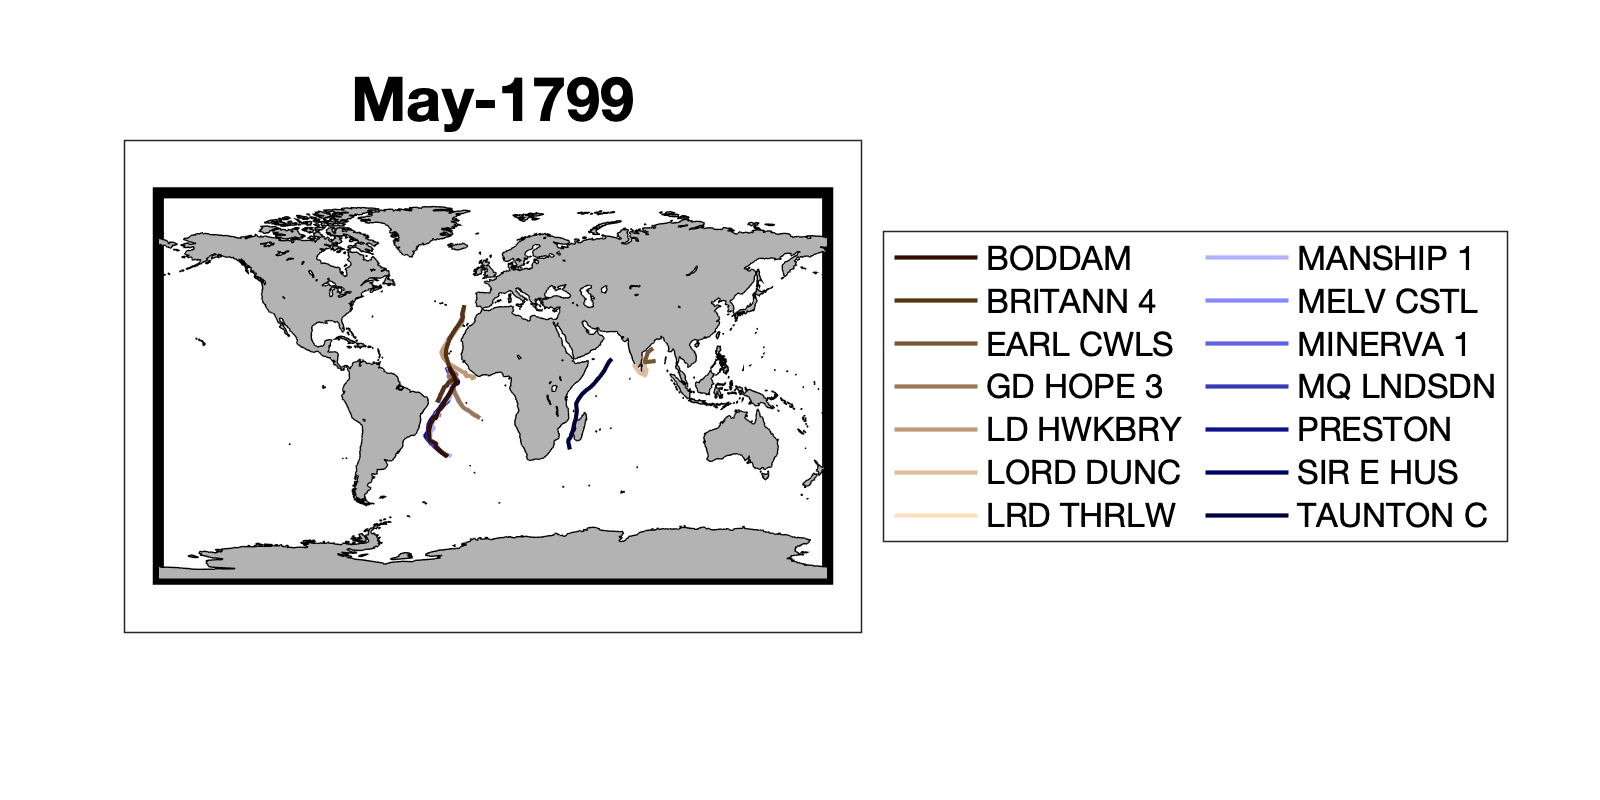 May-1799
BODDAM
BRITANN 4
EARL CWLS
GD HOPE 3
LD HWKBRY
LORD DUNC
LRD THRLW
MANSHIP 1
MELV CSTL
MINERVA 1
MQ LNDSDN
PRESTON
SIR E HUS
TAUNTON C